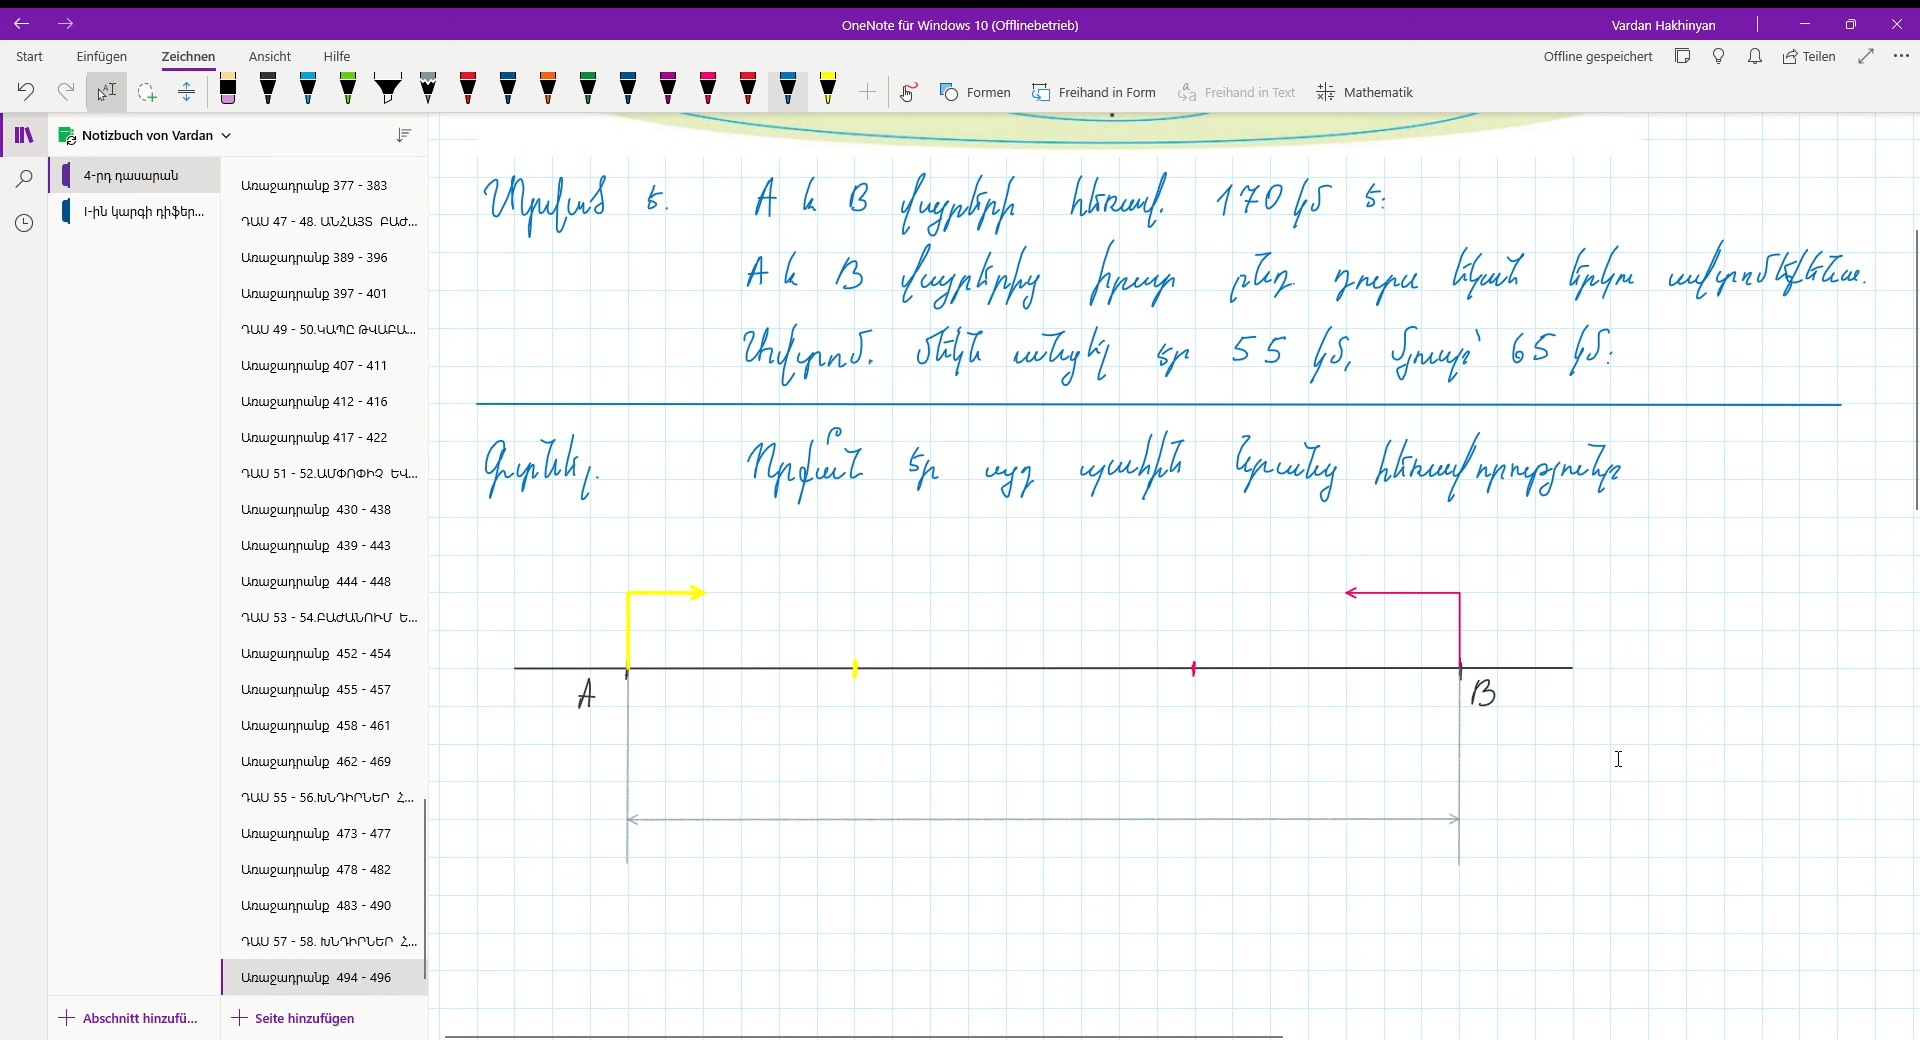 OneNote für Windows 10 (Offlinebetrieb)
Vardan Hakhinyan
Start Einfügen Zeichnen Ansicht Hilfe
Offline gespeichert Teilen
Formen Freihand in Form Freihand in Text Mathematik
Notizbuch von Vardan
4-րդ դասարան
I-ին կարգի դիֆեր...
Առաջադրանք 377 - 383
ԴԱՍ 47 - 48. ԱՆՀԱՅՏ ԲԱԺ...
Առաջադրանք 389 - 396
Առաջադրանք 397 - 401
ԴԱՍ 49 - 50.ԿԱՊԸ ԹՎԱԲԱ...
Առաջադրանք 407 - 411
Առաջադրանք 412 - 416
Առաջադրանք 417 - 422
ԴԱՍ 51 - 52.ԱՄՓՈՓԻՉ ԵՎ...
Առաջադրանք 430 - 438
Առաջադրանք 439 - 443
Առաջադրանք 444 - 448
ԴԱՍ 53 - 54.ԲԱԺԱՆՈՒՄ Ե...
Առաջադրանք 452 - 454
Առաջադրանք 455 - 457
Առաջադրանք 458 - 461
Առաջադրանք 462 - 469
ԴԱՍ 55 - 56.ԽՆԴԻՐՆԵՐ Հ...
Առաջադրանք 473 - 477
Առաջադրանք 478 - 482
Առաջադրանք 483 - 490
ԴԱՍ 57 - 58. ԽՆԴԻՐՆԵՐ Հ...
Առաջադրանք 494 - 496
Abschnitt hinzufü...
Seite hinzufügen
Տրված է. A և B վայրերի հեռավ. 170 կմ է:
A և B վայրերից իրար ընդ. դուրս եկան երկու ավտոմեքենա.
Ավտոմ. մեկն անցել էր 55 կմ, մյուսը՝ 65 կմ:
Գտնել. Որքա՞ն էր այդ պահին նրանց հեռավորությունը
A B